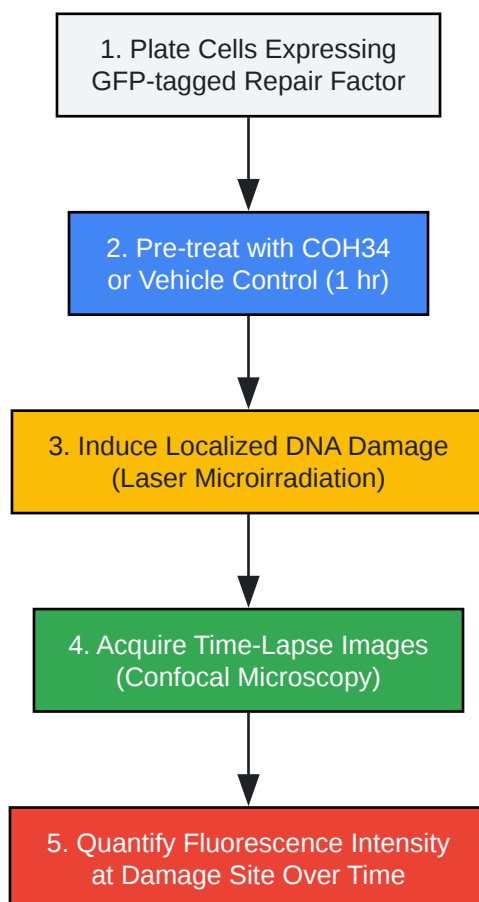 1. Plate Cells Expressing
GFP-tagged Repair Factor
2. Pre-treat with COH34
or Vehicle Control (1 hr)
3. Induce Localized DNA Damage
(Laser Microirradiation)
4. Acquire Time-Lapse Images
(Confocal Microscopy)
5. Quantify Fluorescence Intensity
at Damage Site Over Time